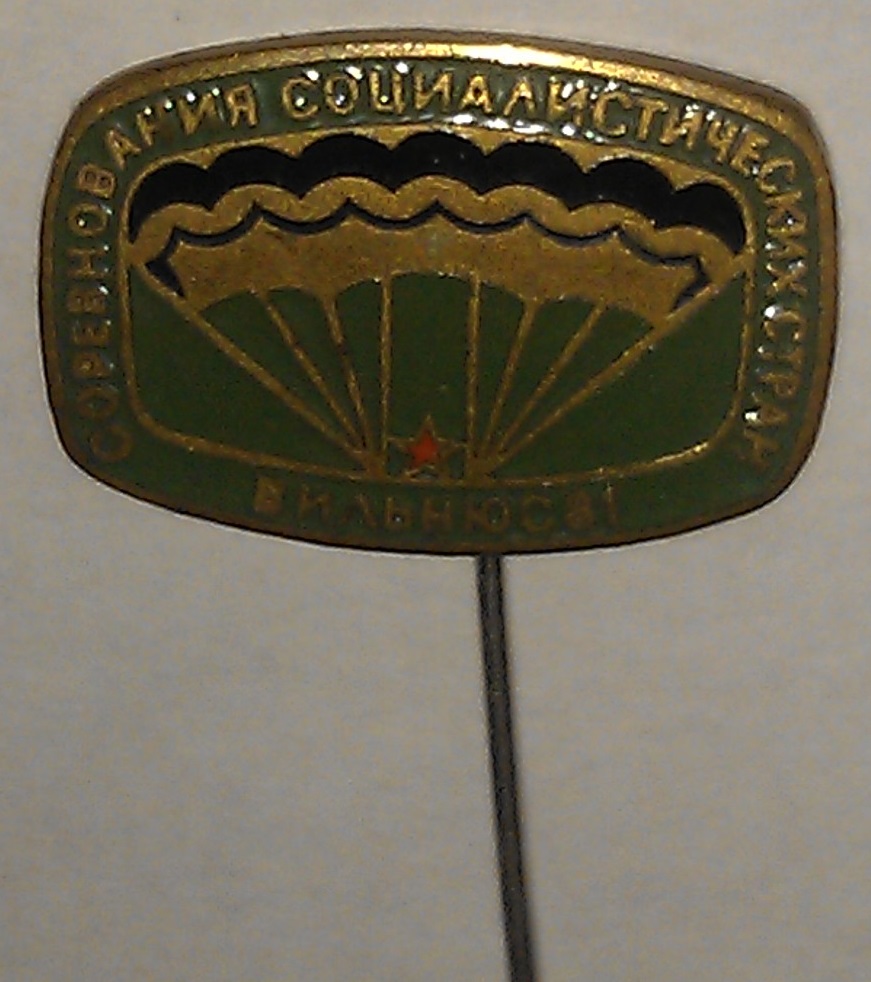 СОРЕВНОВАНИЯ СОЦИАЛИСТИЧЕСКИХ СТРАН
ВИЛЬНЮС 81